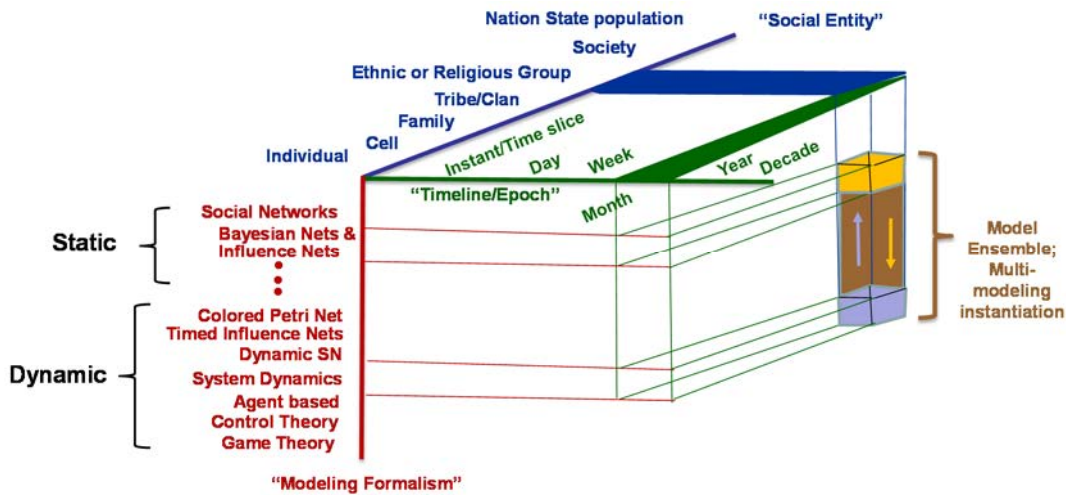 Nation State population
“Social Entity”
Society
Ethnic or Religious Group
Tribe/Clan
Family
Cell
Individual
Instant/Time slice
Day
Week
Month
Year
Decade
“Timeline/Epoch”
Static
Social Networks
Bayesian Nets &
Influence Nets
Dynamic
Colored Petri Net
Timed Influence Nets
Dynamic SN
System Dynamics
Agent based
Control Theory
Game Theory
“Modeling Formalism”
Model
Ensemble;
Multi-
modeling
instantiation